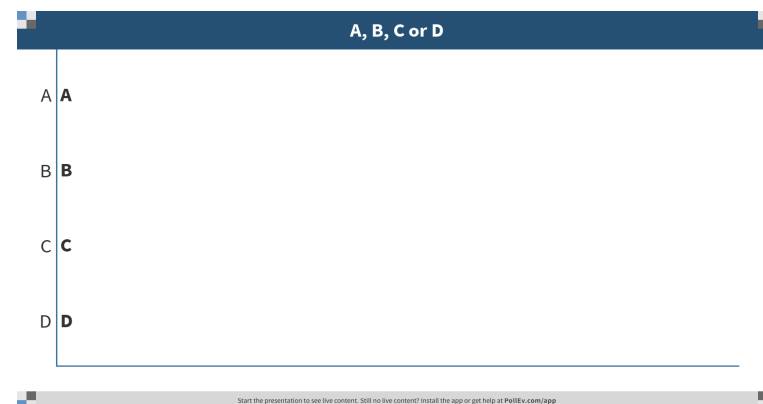 A, B, C or D
A A
B B
C C
D D
Start the presentation to see live content. Still no live content? Install the app or get help at PollEv.com/app